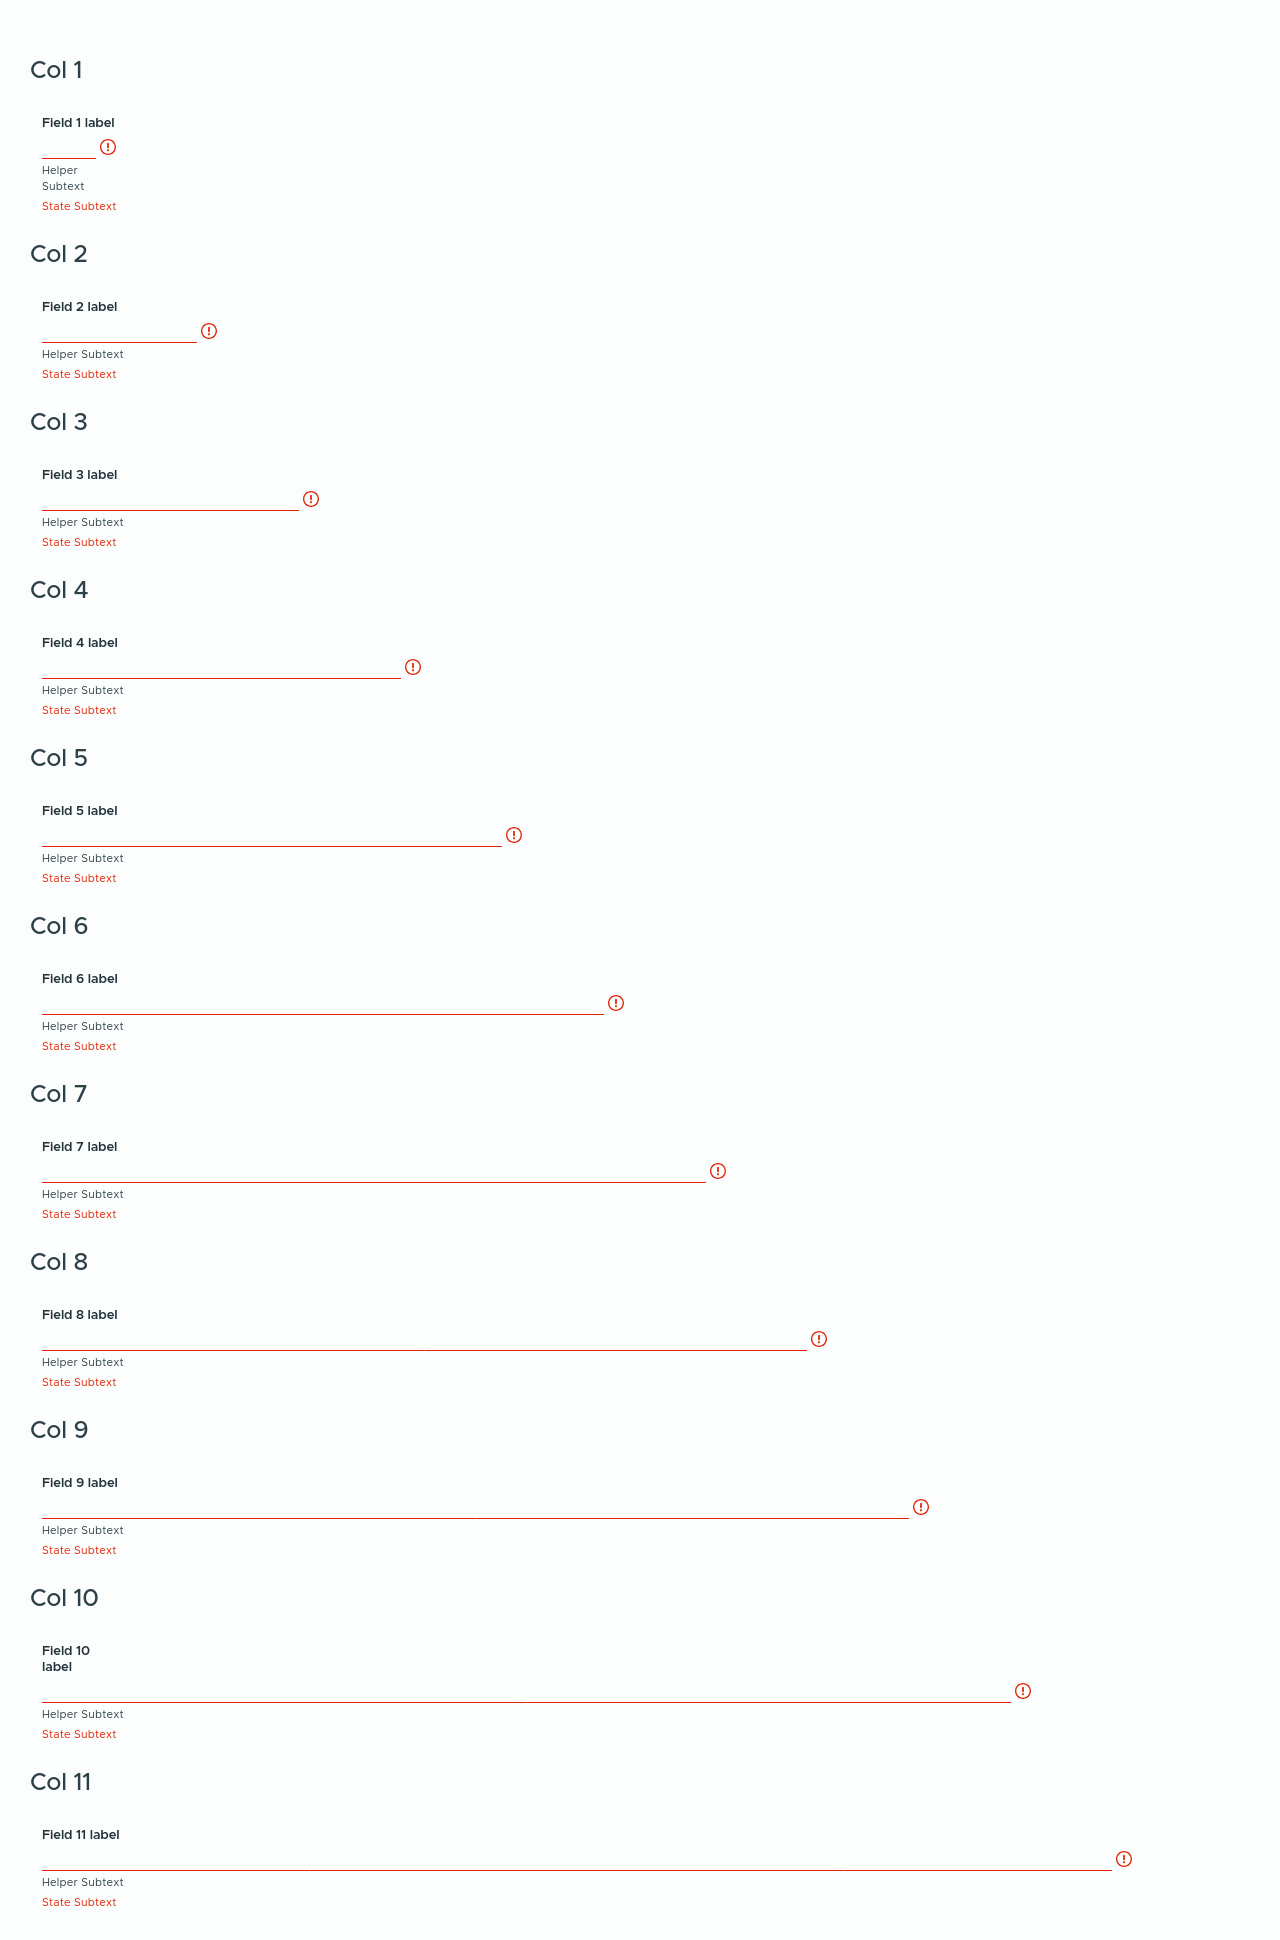 Col 1
Field 1 label
Helper
Subtext
State Subtext
Col 2
Field 2 label
Helper Subtext
State Subtext
Col 3
Field 3 label
Helper Subtext
State Subtext
Col 4
Field 4 label
Helper Subtext
State Subtext
Col 5
Field 5 label
Helper Subtext
State Subtext
Col 6
Field 6 label
Helper Subtext
State Subtext
Col 7
Field 7 label
Helper Subtext
State Subtext
Col 8
Field 8 label
Helper Subtext
State Subtext
Col 9
Field 9 label
Helper Subtext
State Subtext
Col 10
Field 10
label
Helper Subtext
State Subtext
Col 11
Field 11 label
Helper Subtext
State Subtext